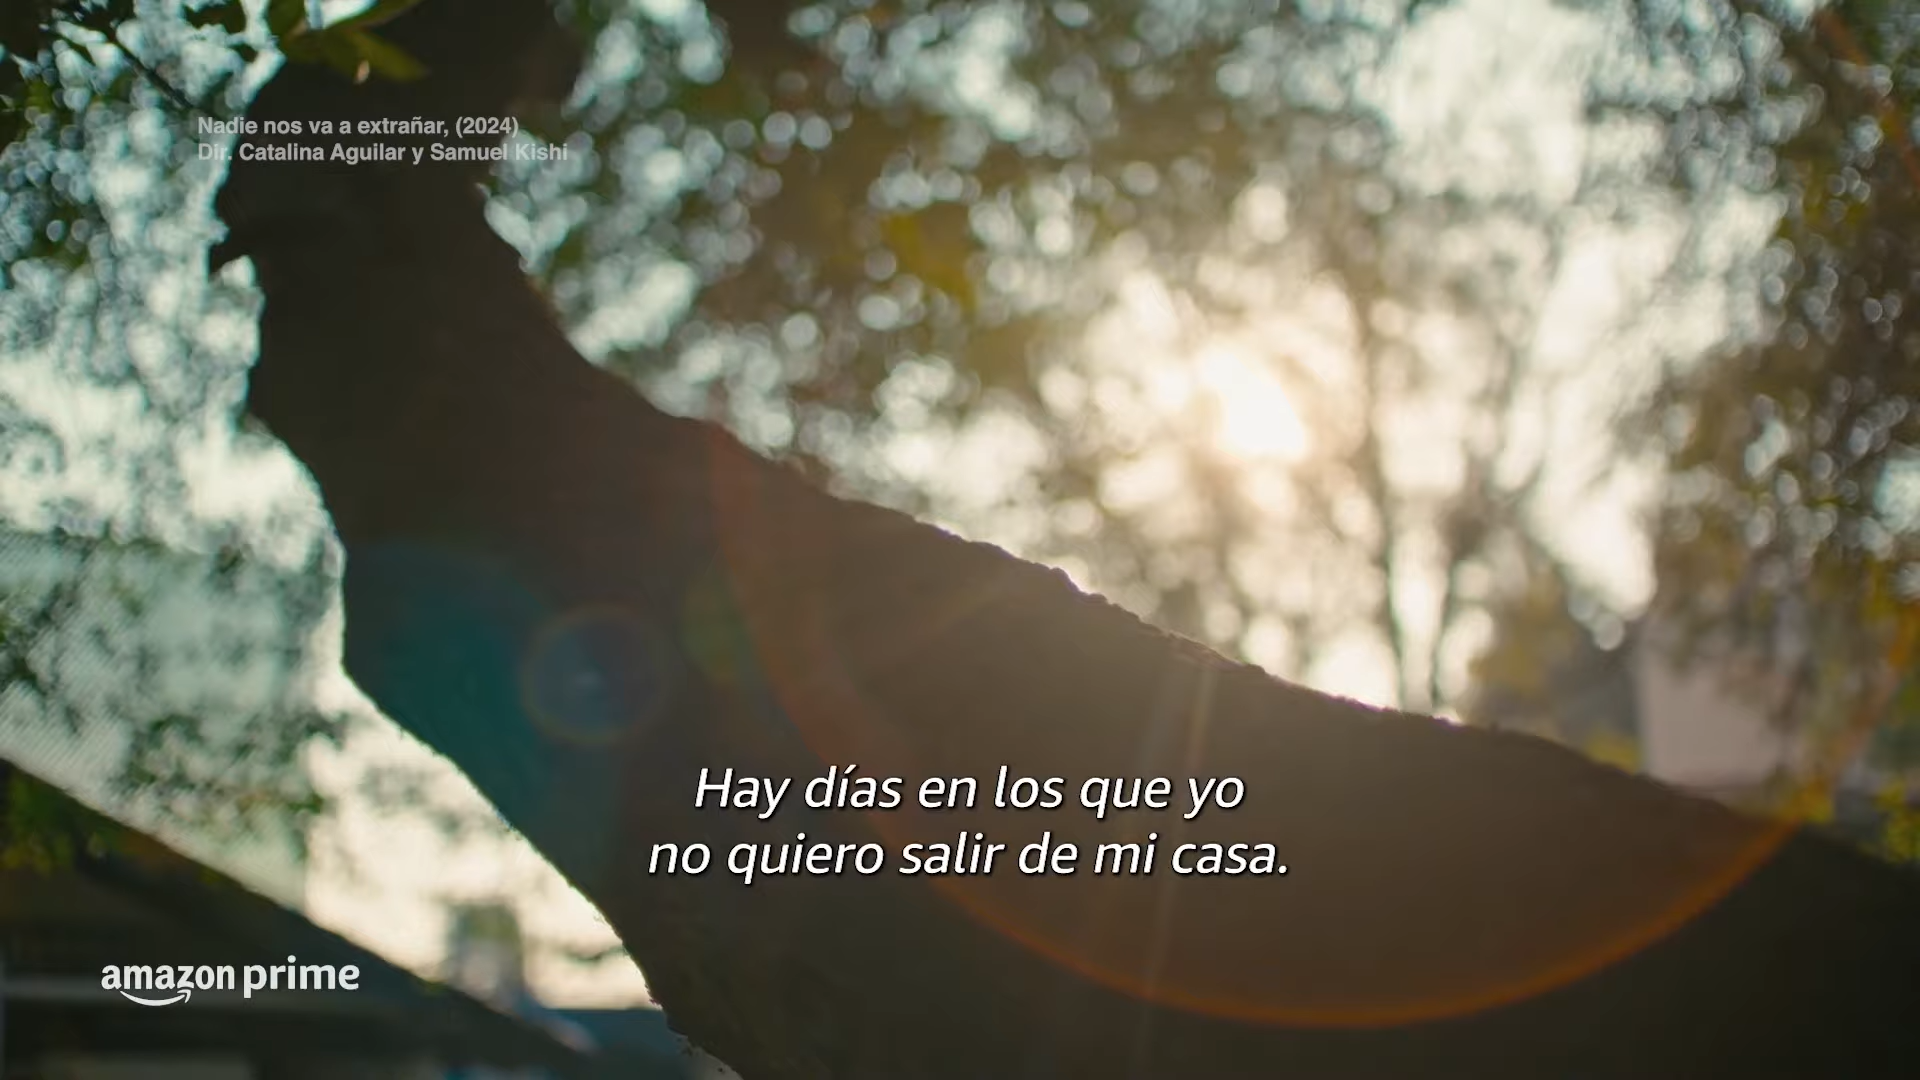 Nadie nos va a extrañar, (2024)
Dir. Catalina Aguilar y Samuel Kishi
Hay días en los que yo
no quiero salir de mi casa.
amazon prime